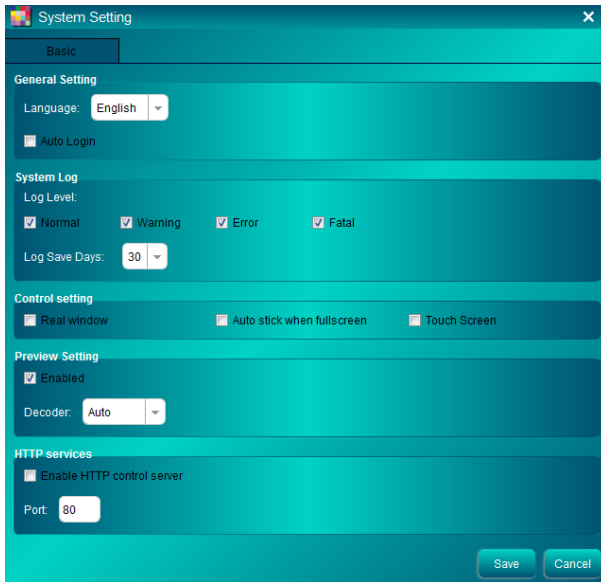 System Setting
Basic
General Setting
Language: English
Auto Login
System Log
Log Level:
Normal Warning Error Fatal
Log Save Days: 30
Control setting
Real window Auto stick when fullscreen Touch Screen
Preview Setting
Enabled
Decoder: Auto
HTTP services
Enable HTTP control server
Port: 80
Save Cancel